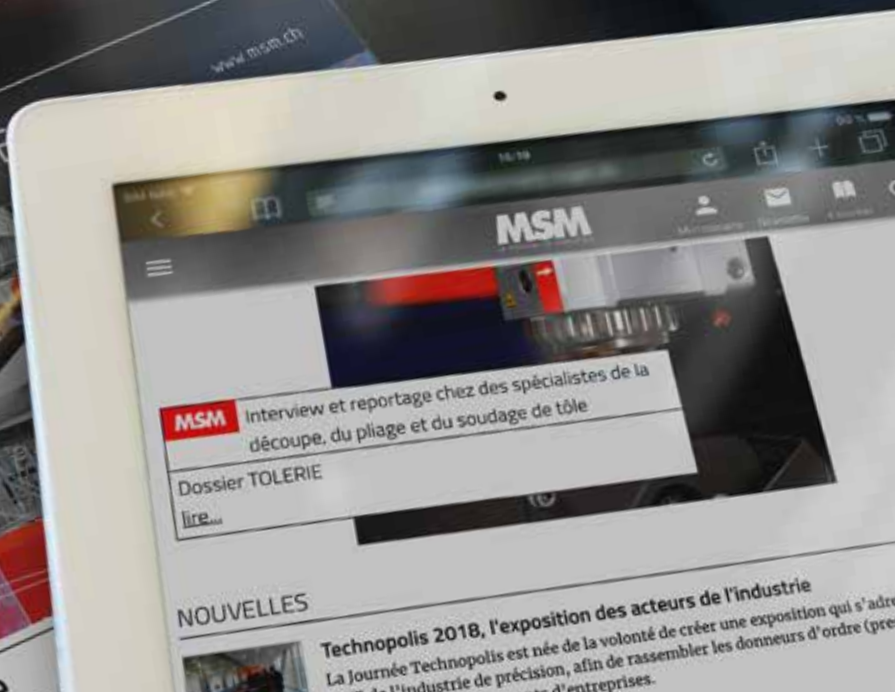 www.msm.ch
16:19
MSM
MSM Interview et reportage chez des spécialistes de la
découpe, du pliage et du soudage de tôle
Dossier TOLERIE
lire...
NOUVELLES
Technopolis 2018, l'exposition des acteurs de l'industrie
La Journée Technopolis est née de la volonté de créer une exposition qui s'adre
de l'industrie de précision, afin de rassembler les donneurs d'ordre (pre
d'entreprises.